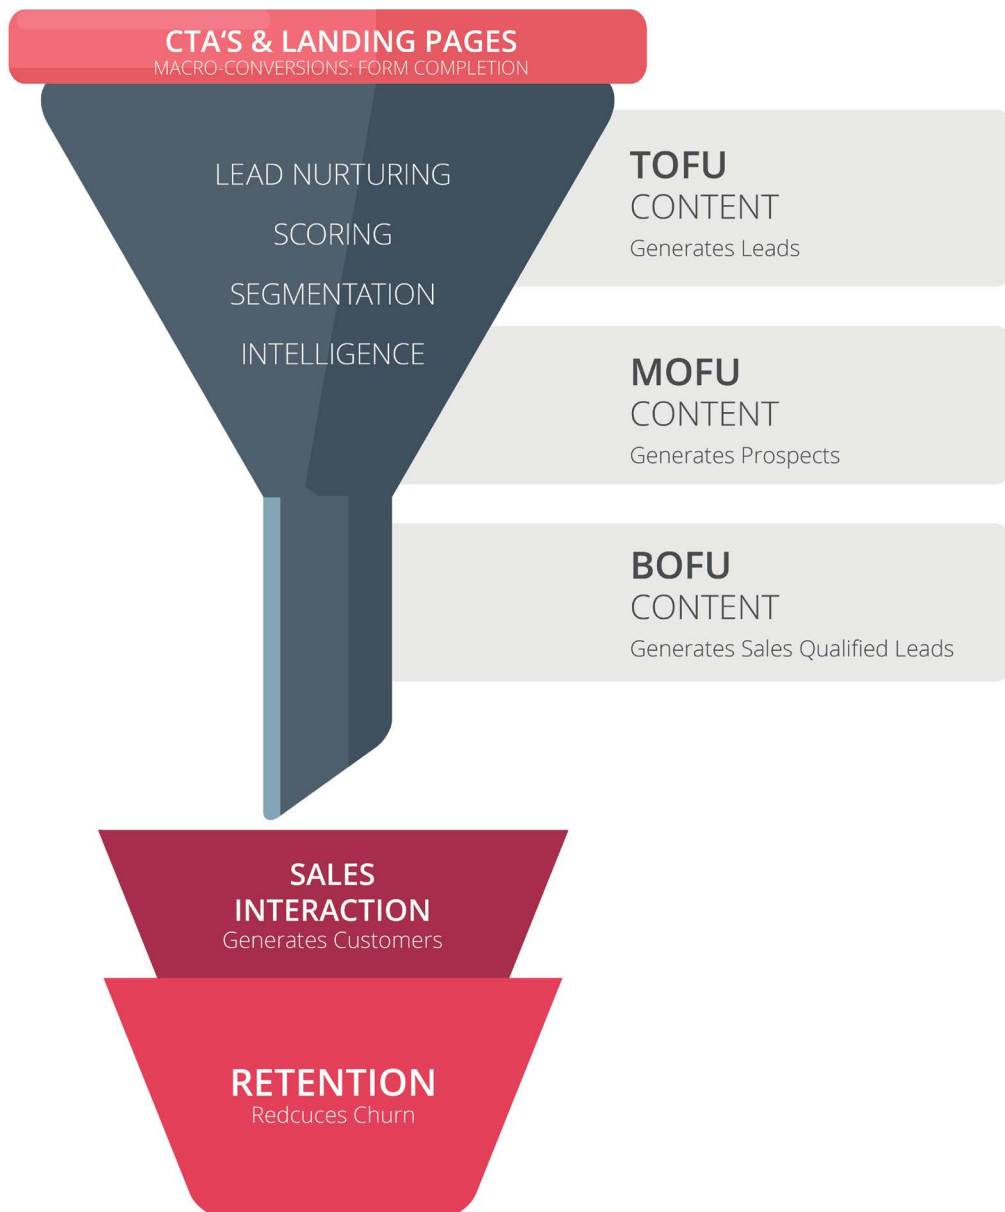 CTA‘S & LANDING PAGES
MACRO-CONVERSIONS: FORM COMPLETION
LEAD NURTURING
SCORING
SEGMENTATION
INTELLIGENCE
TOFU
CONTENT
Generates Leads
MOFU
CONTENT
Generates Prospects
BOFU
CONTENT
Generates Sales Qualified Leads
SALES
INTERACTION
Generates Customers
RETENTION
Redcuces Churn